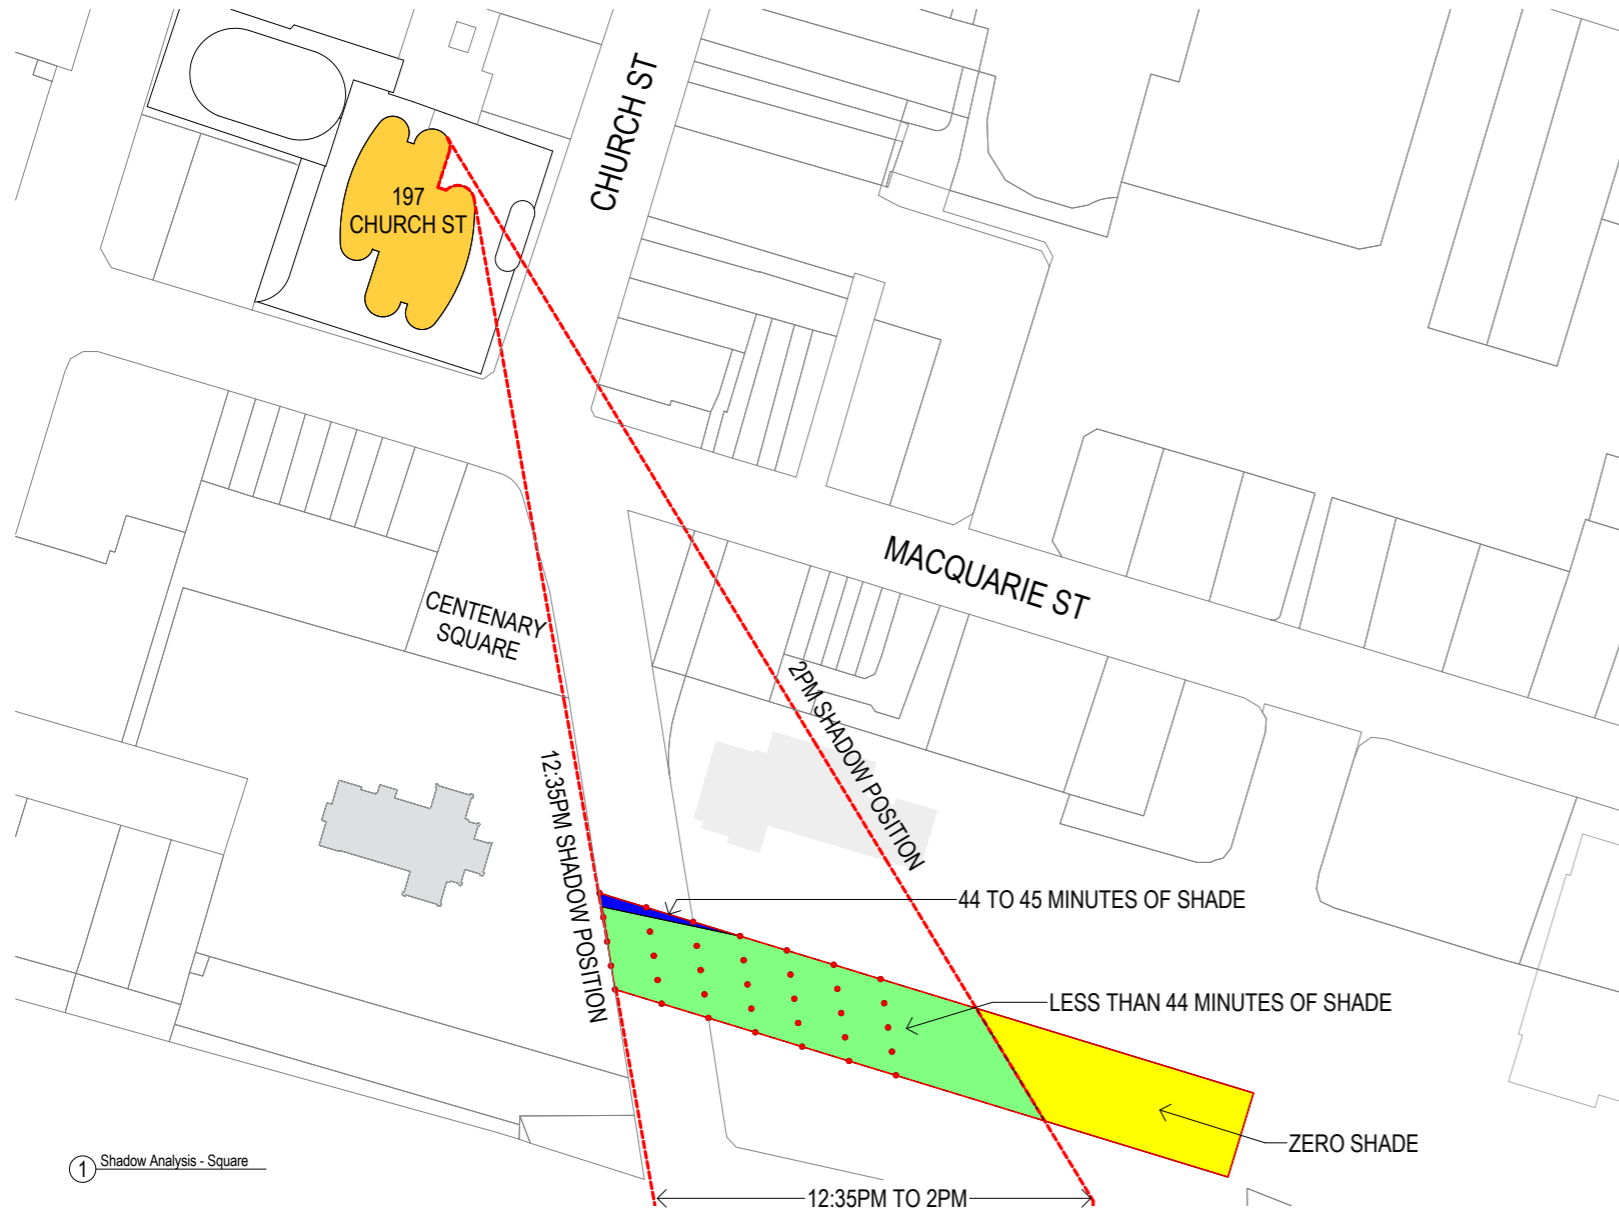 CHURCH ST
197
CHURCH ST
MACQUARIE ST
CENTENARY
SQUARE
2PM SHADOW POSITION
12:35PM SHADOW POSITION
44 TO 45 MINUTES OF SHADE
LESS THAN 44 MINUTES OF SHADE
ZERO SHADE
1 Shadow Analysis - Square
12:35PM TO 2PM